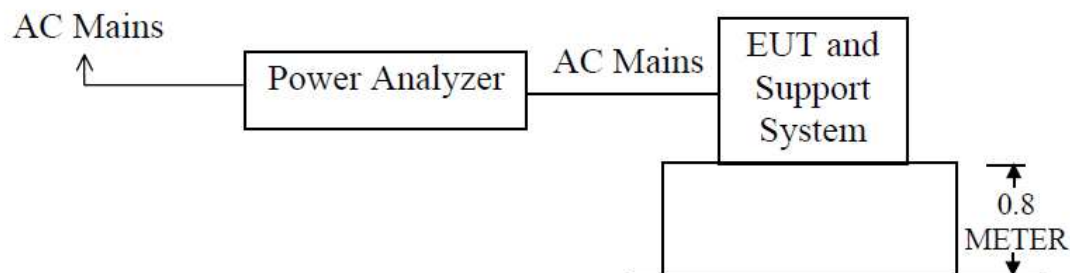 AC Mains
Power Analyzer
AC Mains
EUT and
Support
System
0.8
METER